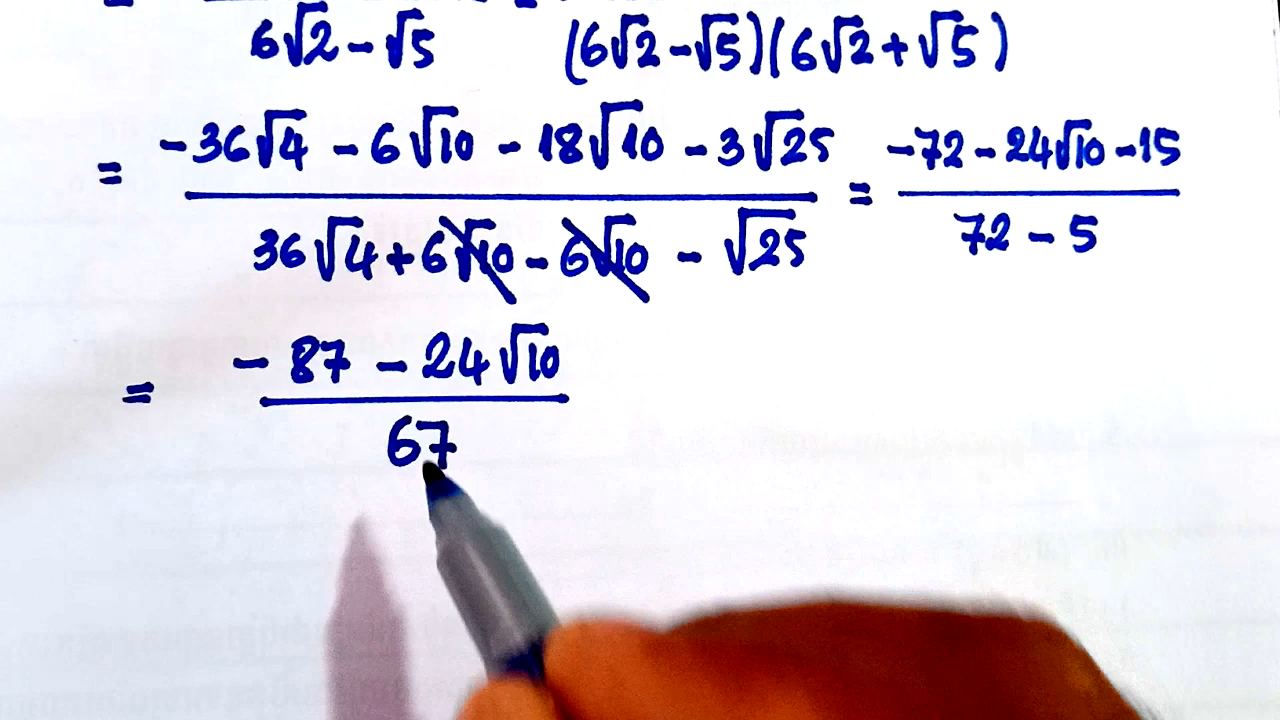 6√2 - √5 (6√2 - √5)(6√2 + √5)
= -36√4 - 6√10 - 18√10 - 3√25 = -72 - 24√10 - 15
36√4 + 6√10 - 6√10 - √25 72 - 5
= -87 - 24√10
67